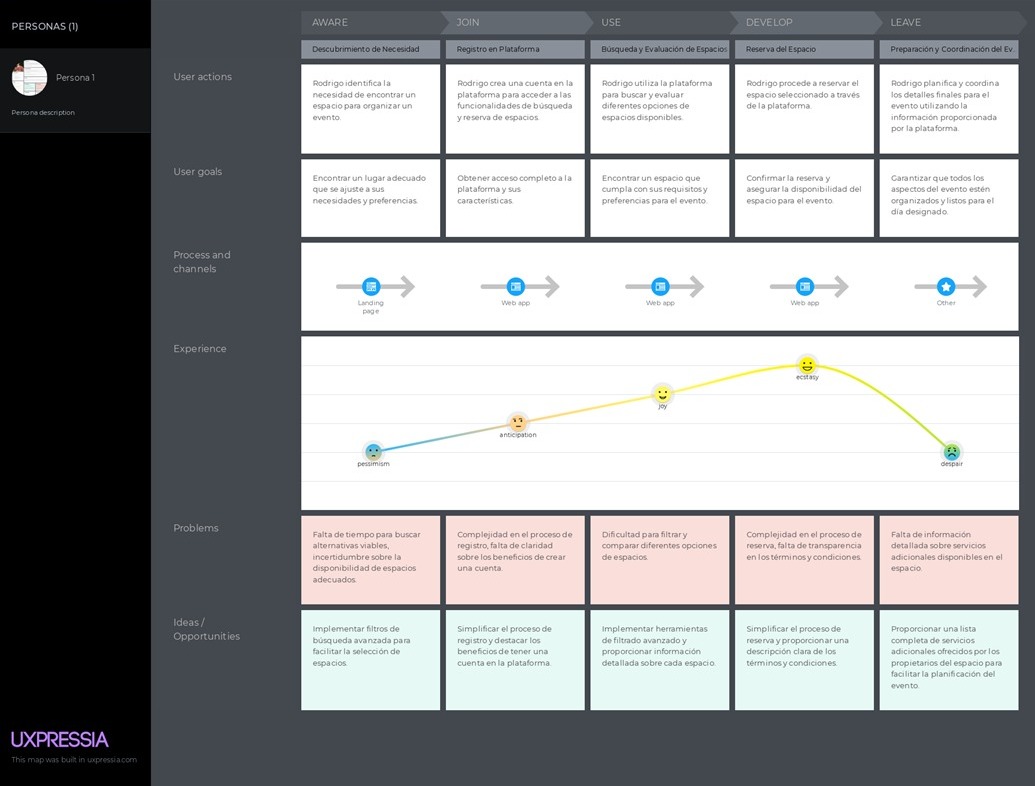 PERSONAS (1)
Persona 1
Persona description
AWARE
JOIN
USE
DEVELOP
LEAVE
Descubrimiento de Necesidad
Registro en Plataforma
Búsqueda y Evaluación de Espacios
Reserva del Espacio
Preparación y Coordinación del Ev.
User actions
Rodrigo identifica la
necesidad de encontrar un
espacio para organizar un
evento.
Rodrigo crea una cuenta en la
plataforma para acceder a las
funcionalidades de búsqueda
y reserva de espacios.
Rodrigo utiliza la plataforma
para buscar y evaluar
diferentes opciones de
espacios disponibles.
Rodrigo procede a reservar el
espacio seleccionado a través
de la plataforma.
Rodrigo planifica y coordina
los detalles finales para el
evento utilizando la
información proporcionada
por la plataforma.
User goals
Encontrar un lugar adecuado
que se ajuste a sus
necesidades y preferencias.
Obtener acceso completo a la
plataforma y sus
características.
Encontrar un espacio que
cumpla con sus requisitos y
preferencias para el evento.
Confirmar la reserva y
asegurar la disponibilidad del
espacio para el evento.
Garantizar que todos los
aspectos del evento estén
organizados y listos para el
día designado.
Process and
channels
Landing
page
Web app
Web app
Web app
Other
Experience
pessimism
anticipation
joy
ecstasy
despair
Problems
Falta de tiempo para buscar
alternativas viables,
incertidumbre sobre la
disponibilidad de espacios
adecuados.
Complejidad en el proceso de
registro, falta de claridad
sobre los beneficios de crear
una cuenta.
Dificultad para filtrar y
comparar diferentes opciones
de espacios.
Complejidad en el proceso de
reserva, falta de transparencia
en los términos y condiciones.
Falta de información
detallada sobre servicios
adicionales disponibles en el
espacio.
Ideas /
Opportunities
Implementar filtros de
búsqueda avanzada para
facilitar la selección de
espacios.
Simplificar el proceso de
registro y destacar los
beneficios de tener una
cuenta en la plataforma.
Implementar herramientas
de filtrado avanzado y
proporcionar información
detallada sobre cada espacio.
Simplificar el proceso de
reserva y proporcionar una
descripción clara de los
términos y condiciones.
Proporcionar una lista
completa de servicios
adicionales ofrecidos por los
propietarios del espacio para
facilitar la planificación del
evento.
UXPRESSIA
This map was built in uxpressia.com